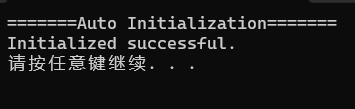 =======Auto Initialization=======
Initialized successful.
请按任意键继续. . .